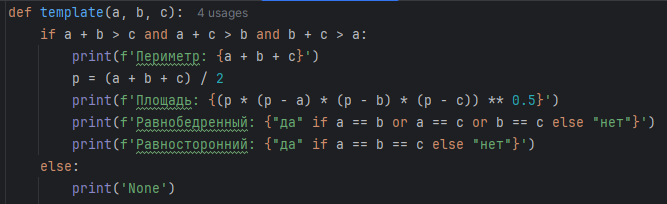 def template(a, b, c):  4 usages
    if a + b > c and a + c > b and b + c > a:
        print(f'Периметр: {a + b + c}')
        p = (a + b + c) / 2
        print(f'Площадь: {(p * (p - a) * (p - b) * (p - c)) ** 0.5}')
        print(f'Равнобедренный: {"да" if a == b or a == c or b == c else "нет"}')
        print(f'Равносторонний: {"да" if a == b == c else "нет"}')
    else:
        print('None')